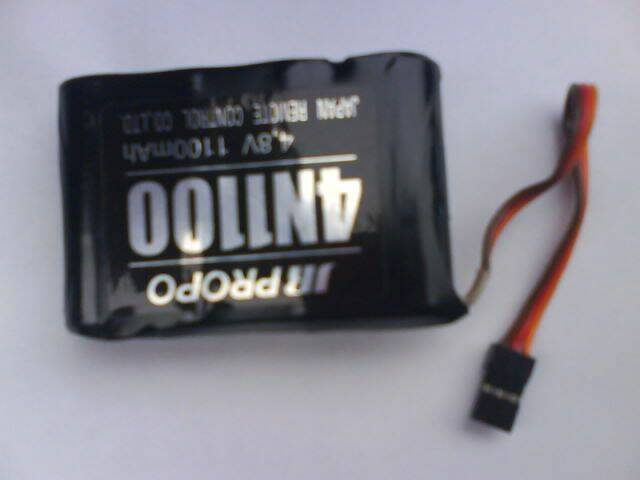 JR PROPO
4N1100
4.8V 1100mAh
JAPAN REMOTE CONTROL CO.,LTD.